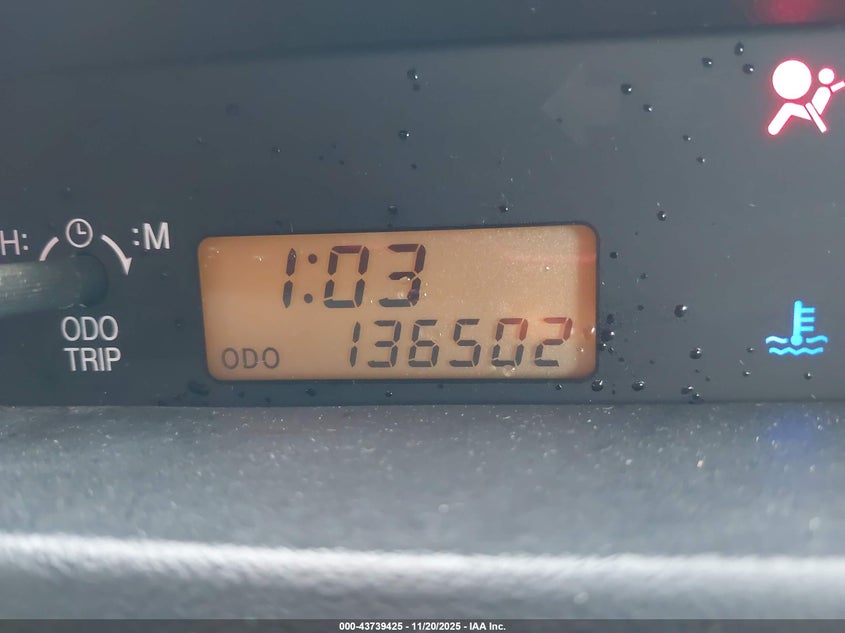 H: :M
1:03
ODO
TRIP
ODO 136502
000-43739425 - 11/20/2025 - IAA Inc.